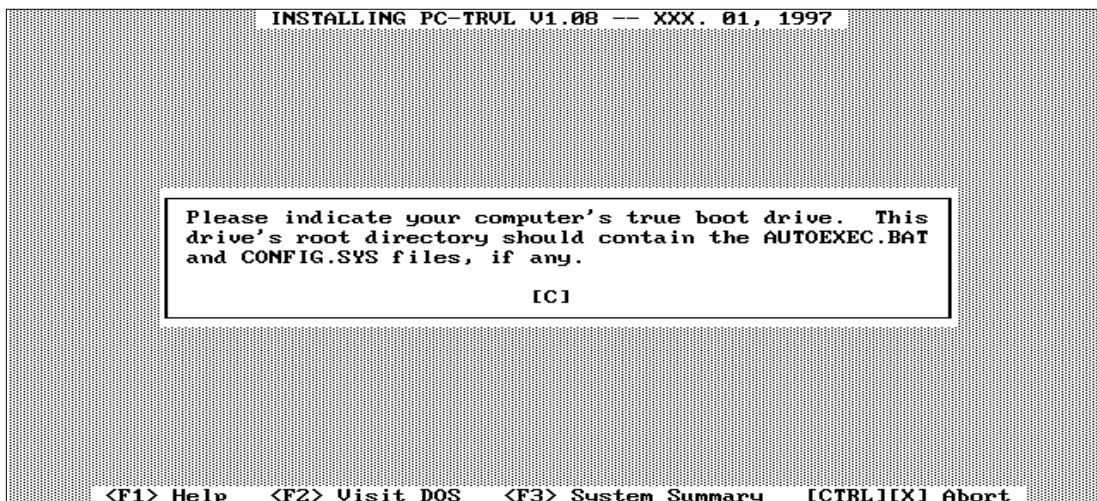 INSTALLING PC-TRVL V1.08 -- XXX. 01, 1997
Please indicate your computer's true boot drive.  This
drive's root directory should contain the AUTOEXEC.BAT
and CONFIG.SYS files, if any.
[C]
<F1> Help   <F2> Visit DOS   <F3> System Summary   [CTRL][X] Abort